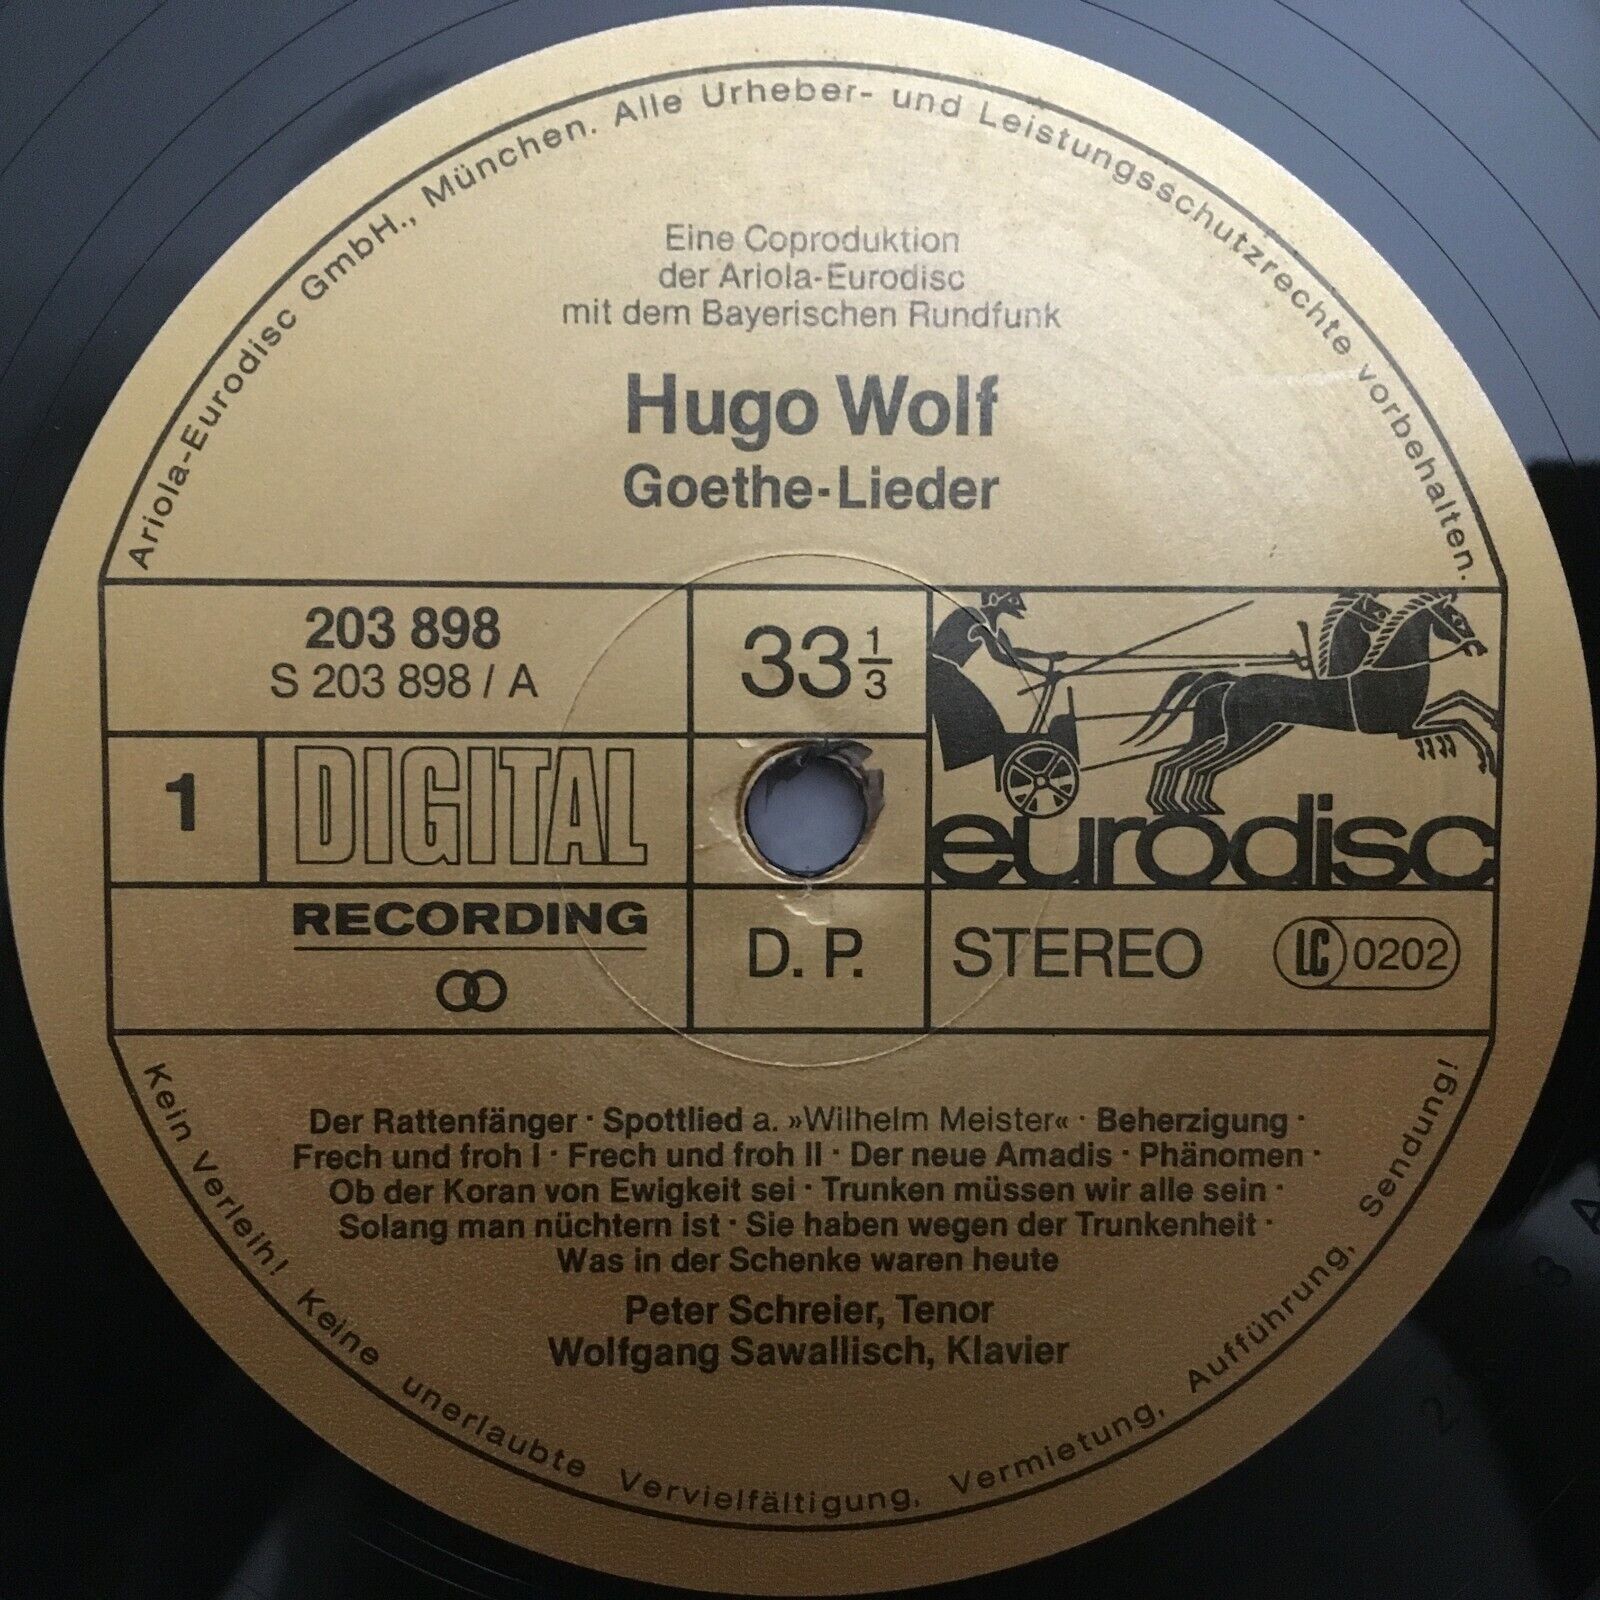 Ariola-Eurodisc GmbH., München. Alle Urheber- und Leistungsschutzrechte vorbehalten.
Eine Coproduktion
der Ariola-Eurodisc
mit dem Bayerischen Rundfunk
Hugo Wolf
Goethe-Lieder
203 898
S 203 898 / A
33 1/3
1
DIGITAL
RECORDING
D. P.
eurodisc
STEREO
LC 0202
Der Rattenfänger · Spottlied a. »Wilhelm Meister« · Beherzigung ·
Frech und froh I · Frech und froh II · Der neue Amadis · Phänomen ·
Ob der Koran von Ewigkeit sei · Trunken müssen wir alle sein ·
Solang man nüchtern ist · Sie haben wegen der Trunkenheit ·
Was in der Schenke waren heute
Peter Schreier, Tenor
Wolfgang Sawallisch, Klavier
Kein Verleih! Keine unerlaubte Vervielfältigung, Vermietung, Aufführung, Sendung!